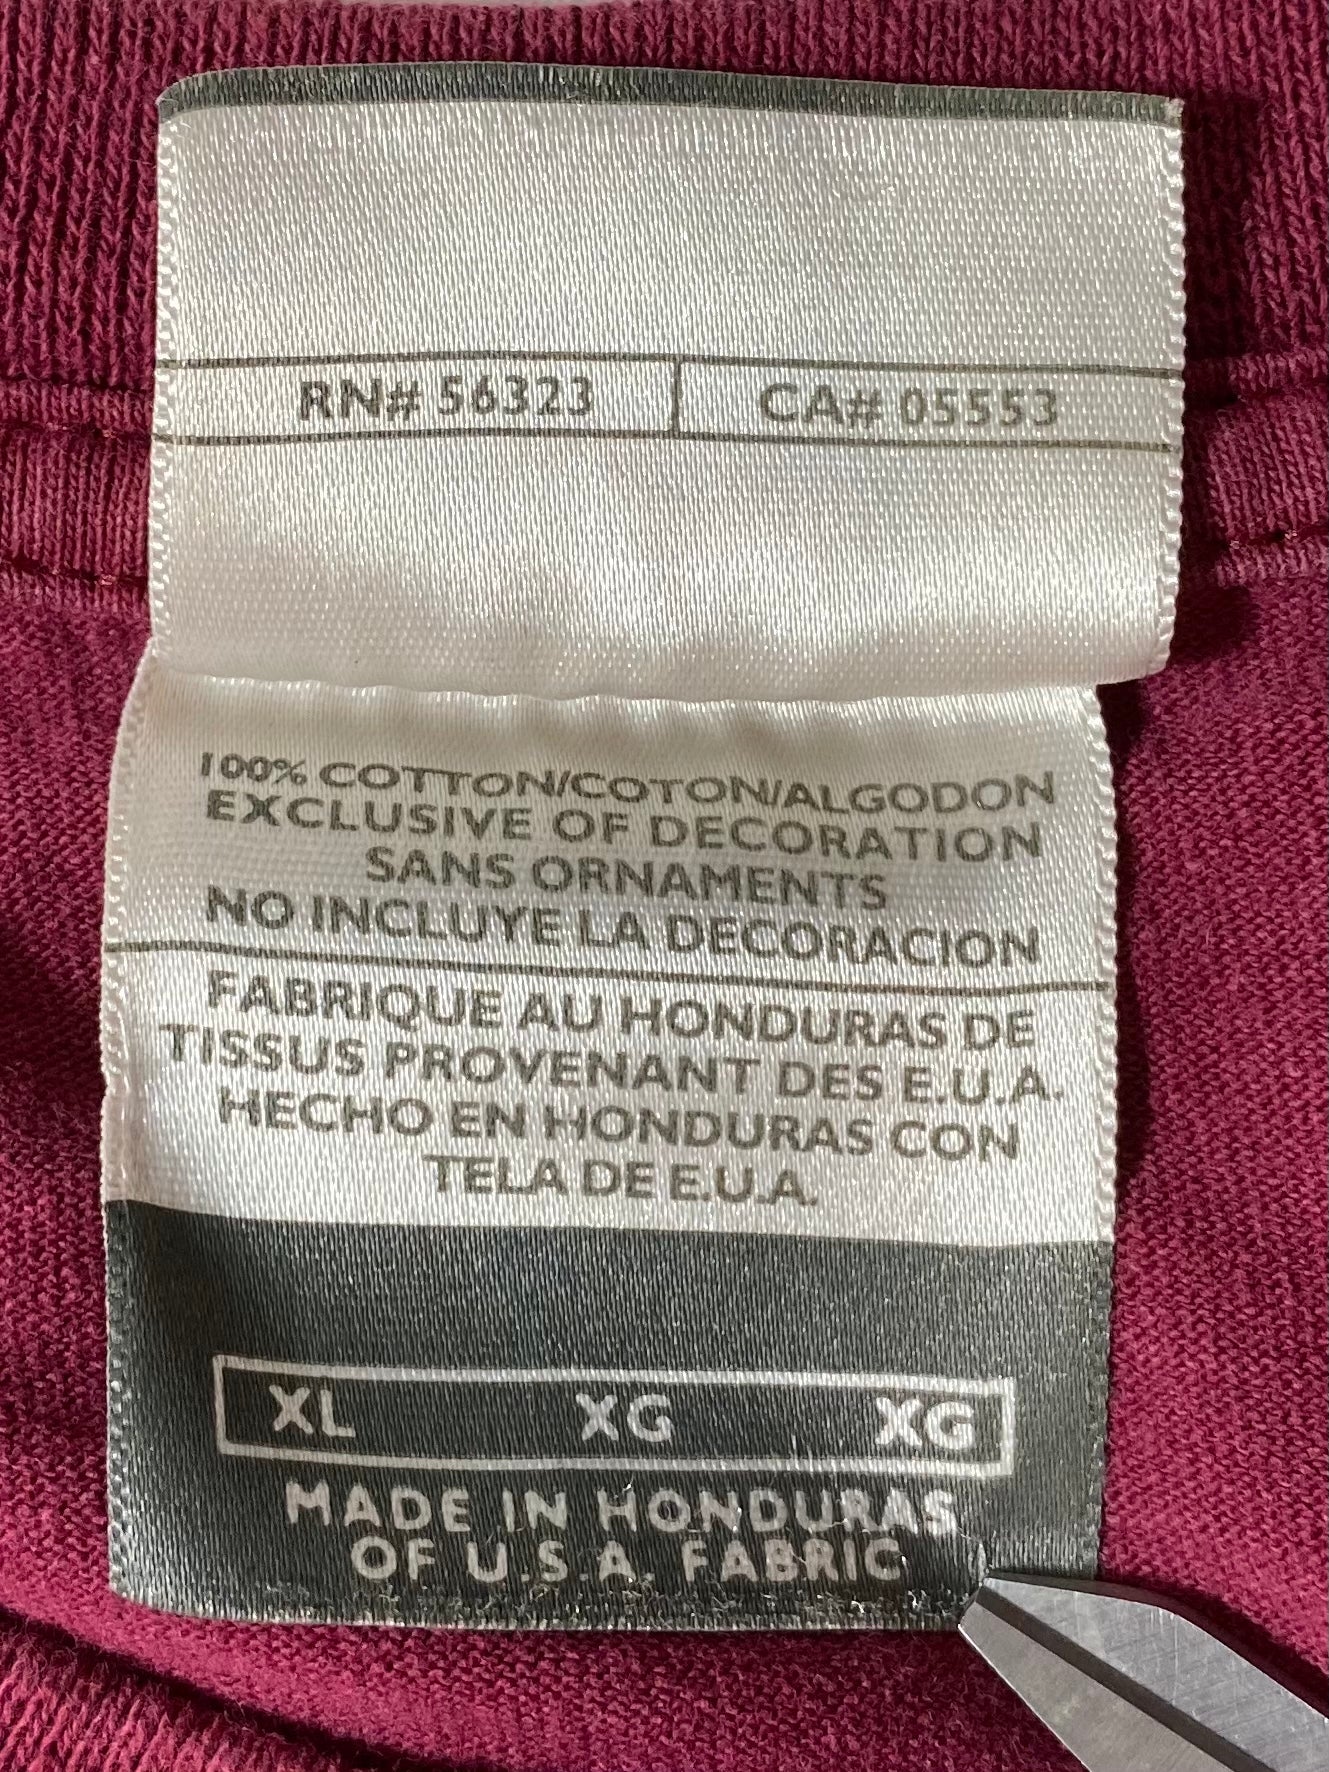 RN# 56323 CA# 05553
100% COTTON/COTON/ALGODON
EXCLUSIVE OF DECORATION
SANS ORNAMENTS
NO INCLUYE LA DECORACION
FABRIQUE AU HONDURAS DE
TISSUS PROVENANT DES E.U.A.
HECHO EN HONDURAS CON
TELA DE E.U.A.
XL XG XG
MADE IN HONDURAS
OF U.S.A. FABRIC